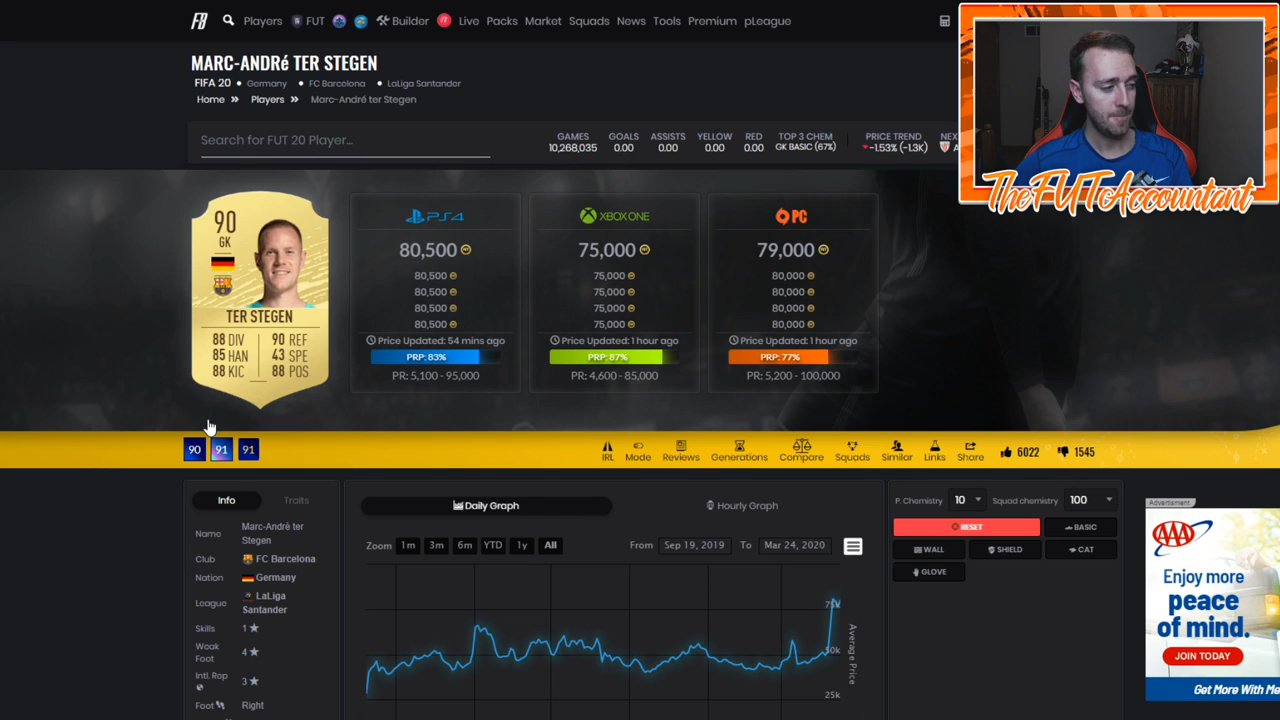 FB Players FUT Builder Live Packs Market Squads News Tools Premium pLeague
MARC-ANDRé TER STEGEN
FIFA 20 • Germany • FC Barcelona • LaLiga Santander
Home » Players » Marc-André ter Stegen
Search for FUT 20 Player...
GAMES GOALS ASSISTS YELLOW RED TOP 3 CHEM PRICE TREND
10,268,035 0.00 0.00 0.00 0.00 GK BASIC (67%) -1.53% (-1.3K)
TheFUTAccountant
90
GK
TER STEGEN
88 DIV 90 REF
85 HAN 43 SPE
88 KIC 88 POS
PS4
80,500
80,500
80,500
80,500
80,500
Price Updated: 54 mins ago
PRP: 83%
PR: 5,100 - 95,000
XBOX ONE
75,000
75,000
75,000
75,000
75,000
Price Updated: 1 hour ago
PRP: 87%
PR: 4,600 - 85,000
PC
79,000
80,000
80,000
80,000
80,000
Price Updated: 1 hour ago
PRP: 77%
PR: 5,200 - 100,000
90 91 91
IRL Mode Reviews Generations Compare Squads Similar Links Share 6022 1545
Info Traits
Name Marc-André ter
Stegen
Club FC Barcelona
Nation Germany
League LaLiga
Santander
Skills 1
Weak
Foot 4
Intl. Rep 3
Foot Right
Daily Graph Hourly Graph
Zoom 1m 3m 6m YTD 1y All From Sep 19, 2019 To Mar 24, 2020
75k
50k
25k
Average Price
P. Chemistry 10 Squad chemistry 100
RESET BASIC
WALL SHIELD CAT
GLOVE
Advertisment
AAA
Enjoy more
peace
of mind.
JOIN TODAY
Get More With Me